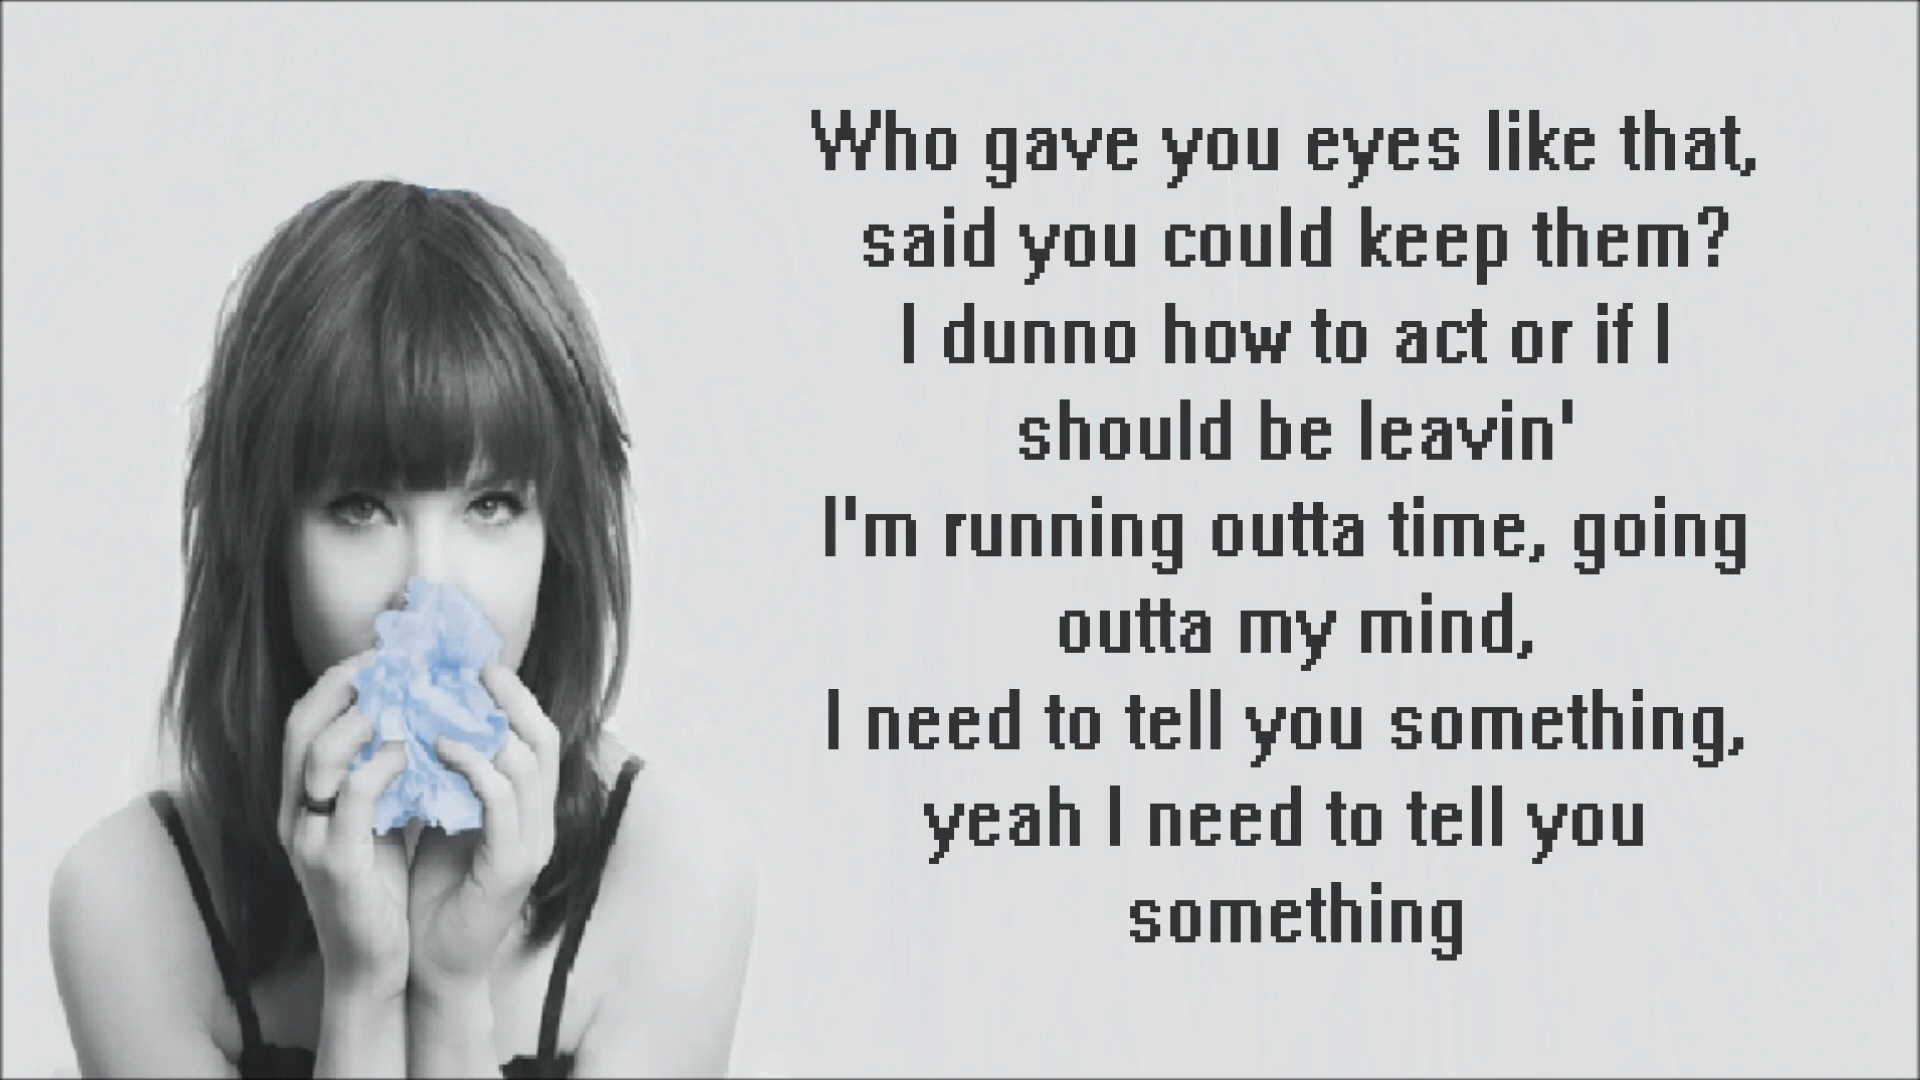 Who gave you eyes like that,
said you could keep them?
I dunno how to act or if I
should be leavin'
I'm running outta time, going
outta my mind,
I need to tell you something,
yeah I need to tell you
something